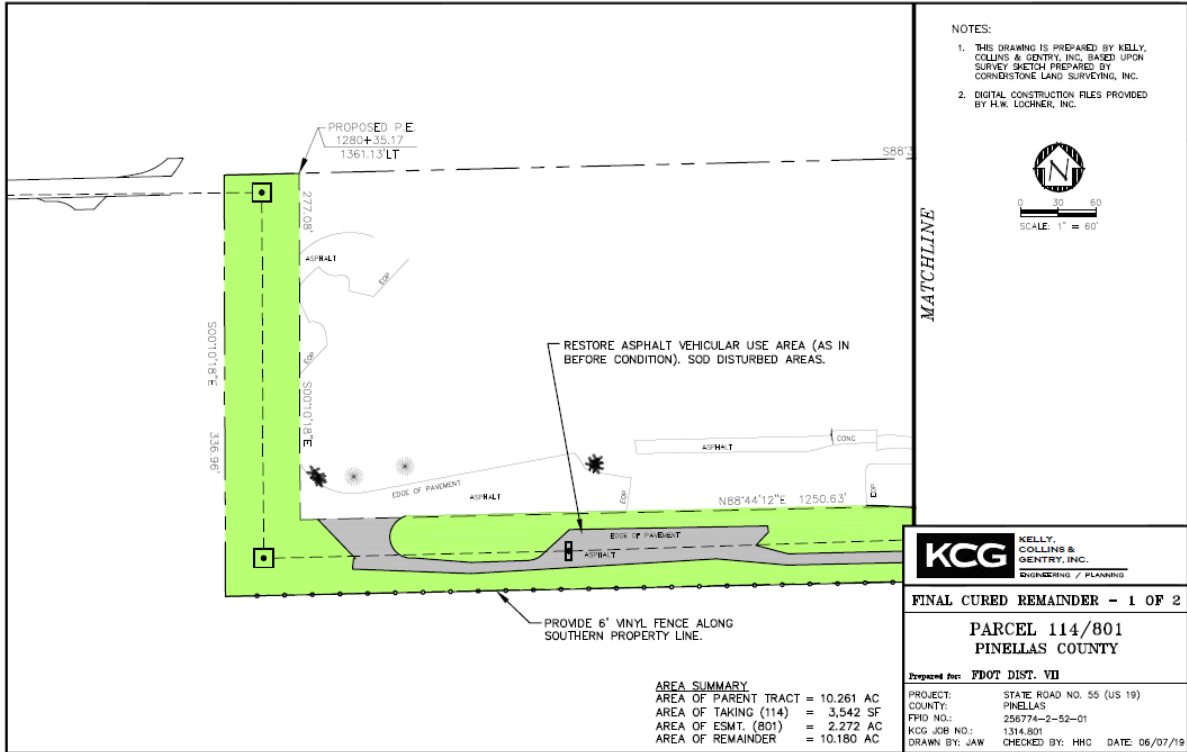 NOTES:
1. THIS DRAWING IS PREPARED BY KELLY,
COLLINS & GENTRY, INC. BASED UPON
SURVEY SKETCH PREPARED BY
CORNERSTONE LAND SURVEYING, INC.
2. DIGITAL CONSTRUCTION FILES PROVIDED
BY H.W. LOCHNER, INC.
N
0 30 60
SCALE: 1" = 60'
MATCHLINE
PROPOSED P.E.
1280+35.17
1361.13'LT
S88°3
277.08'
ASPHALT
EOP
EOP
S00°10'18"E
S00°10'18"E
336.96'
RESTORE ASPHALT VEHICULAR USE AREA (AS IN
BEFORE CONDITION). SOD DISTURBED AREAS.
CONC
ASPHALT
EDGE OF PAVEMENT
ASPHALT
EOP
EOP
N88°44'12"E 1250.63'
EDGE OF PAVEMENT
ASPHALT
PROVIDE 6' VINYL FENCE ALONG
SOUTHERN PROPERTY LINE.
AREA SUMMARY
AREA OF PARENT TRACT = 10.261 AC
AREA OF TAKING (114) = 3,542 SF
AREA OF ESMT. (801) = 2.272 AC
AREA OF REMAINDER = 10.180 AC
KCG
KELLY,
COLLINS &
GENTRY, INC.
ENGINEERING / PLANNING
FINAL CURED REMAINDER - 1 OF 2
PARCEL 114/801
PINELLAS COUNTY
Prepared for: FDOT DIST. VII
PROJECT: STATE ROAD NO. 55 (US 19)
COUNTY: PINELLAS
FPID NO.: 256774-2-52-01
KCG JOB NO.: 1314.801
DRAWN BY: JAW CHECKED BY: HHC DATE: 06/07/19